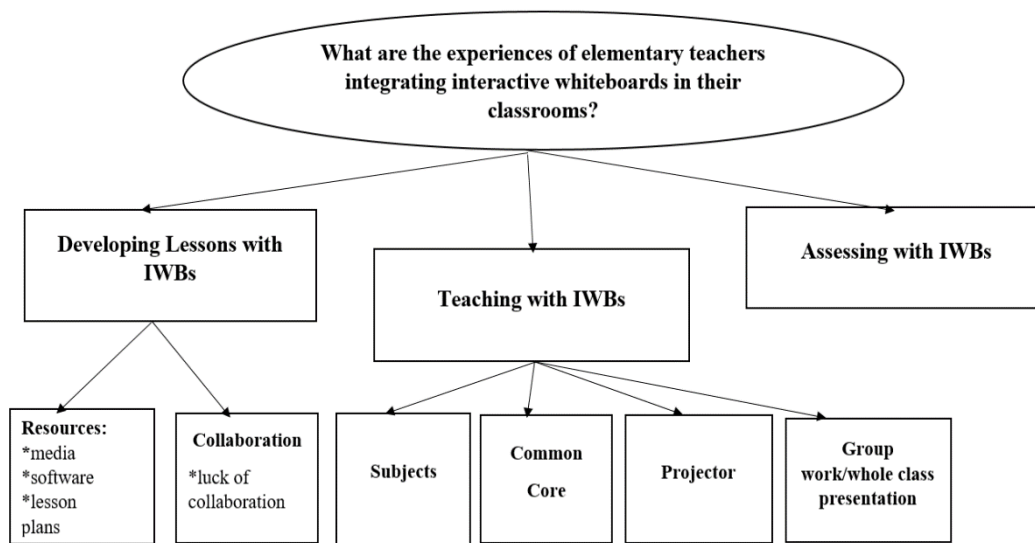 What are the experiences of elementary teachers
integrating interactive whiteboards in their
classrooms?
Developing Lessons with
IWBs
Teaching with IWBs
Assessing with IWBs
Resources:
*media
*software
*lesson
plans
Collaboration
*luck of
collaboration
Subjects
Common
Core
Projector
Group
work/whole class
presentation